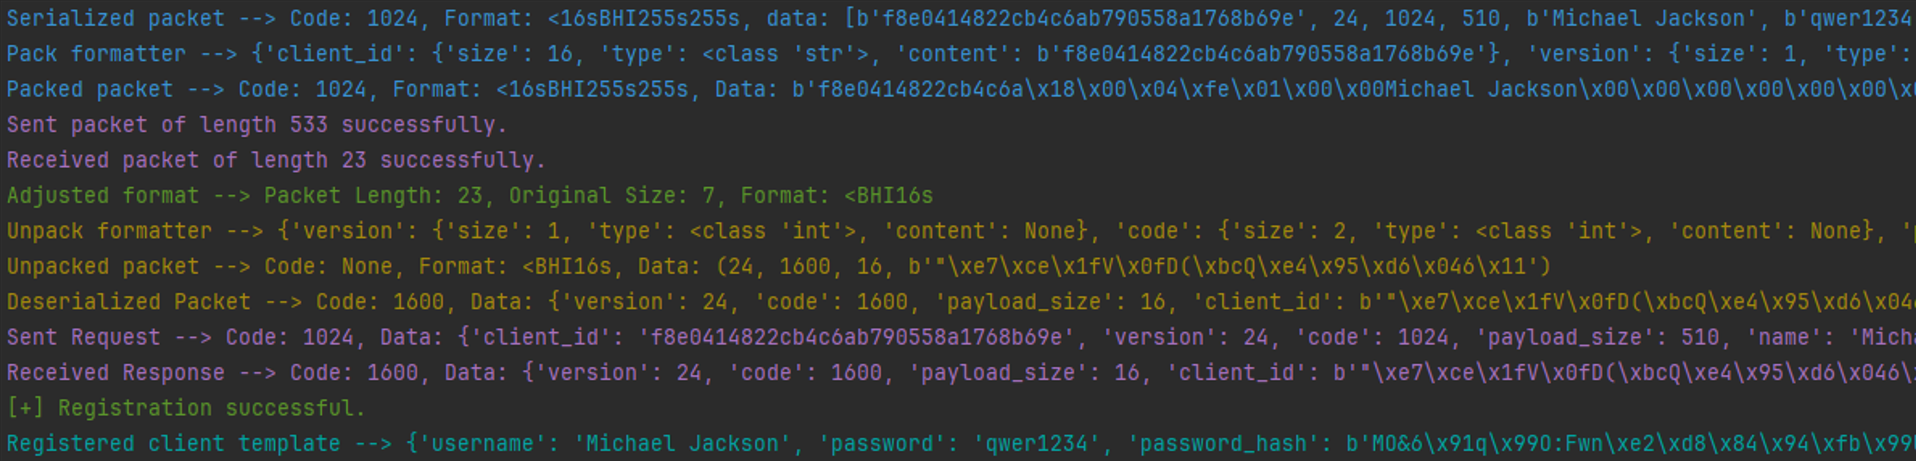 Serialized packet --> Code: 1024, Format: <16sBHI255s255s, data: [b'f8e0414822cb4c6ab790558a1768b69e', 24, 1024, 510, b'Michael Jackson', b'qwer1234
Pack formatter --> {'client_id': {'size': 16, 'type': <class 'str'>, 'content': b'f8e0414822cb4c6ab790558a1768b69e'}, 'version': {'size': 1, 'type':
Packed packet --> Code: 1024, Format: <16sBHI255s255s, Data: b'f8e0414822cb4c6a\x18\x00\x04\xfe\x01\x00\x00Michael Jackson\x00\x00\x00\x00\x00\x00\x0
Sent packet of length 533 successfully.
Received packet of length 23 successfully.
Adjusted format --> Packet Length: 23, Original Size: 7, Format: <BHI16s
Unpack formatter --> {'version': {'size': 1, 'type': <class 'int'>, 'content': None}, 'code': {'size': 2, 'type': <class 'int'>, 'content': None}, 'p
Unpacked packet --> Code: None, Format: <BHI16s, Data: (24, 1600, 16, b'"\xe7\xce\x1fV\x0fD(\xbcQ\xe4\x95\xd6\x046\x11')
Deserialized Packet --> Code: 1600, Data: {'version': 24, 'code': 1600, 'payload_size': 16, 'client_id': b'"\xe7\xce\x1fV\x0fD(\xbcQ\xe4\x95\xd6\x046
Sent Request --> Code: 1024, Data: {'client_id': 'f8e0414822cb4c6ab790558a1768b69e', 'version': 24, 'code': 1024, 'payload_size': 510, 'name': 'Micha
Received Response --> Code: 1600, Data: {'version': 24, 'code': 1600, 'payload_size': 16, 'client_id': b'"\xe7\xce\x1fV\x0fD(\xbcQ\xe4\x95\xd6\x046\x
[+] Registration successful.
Registered client template --> {'username': 'Michael Jackson', 'password': 'qwer1234', 'password_hash': b'MO&6\x91q\x99O:Fwn\xe2\xd8\x84\x94\xfb\x99